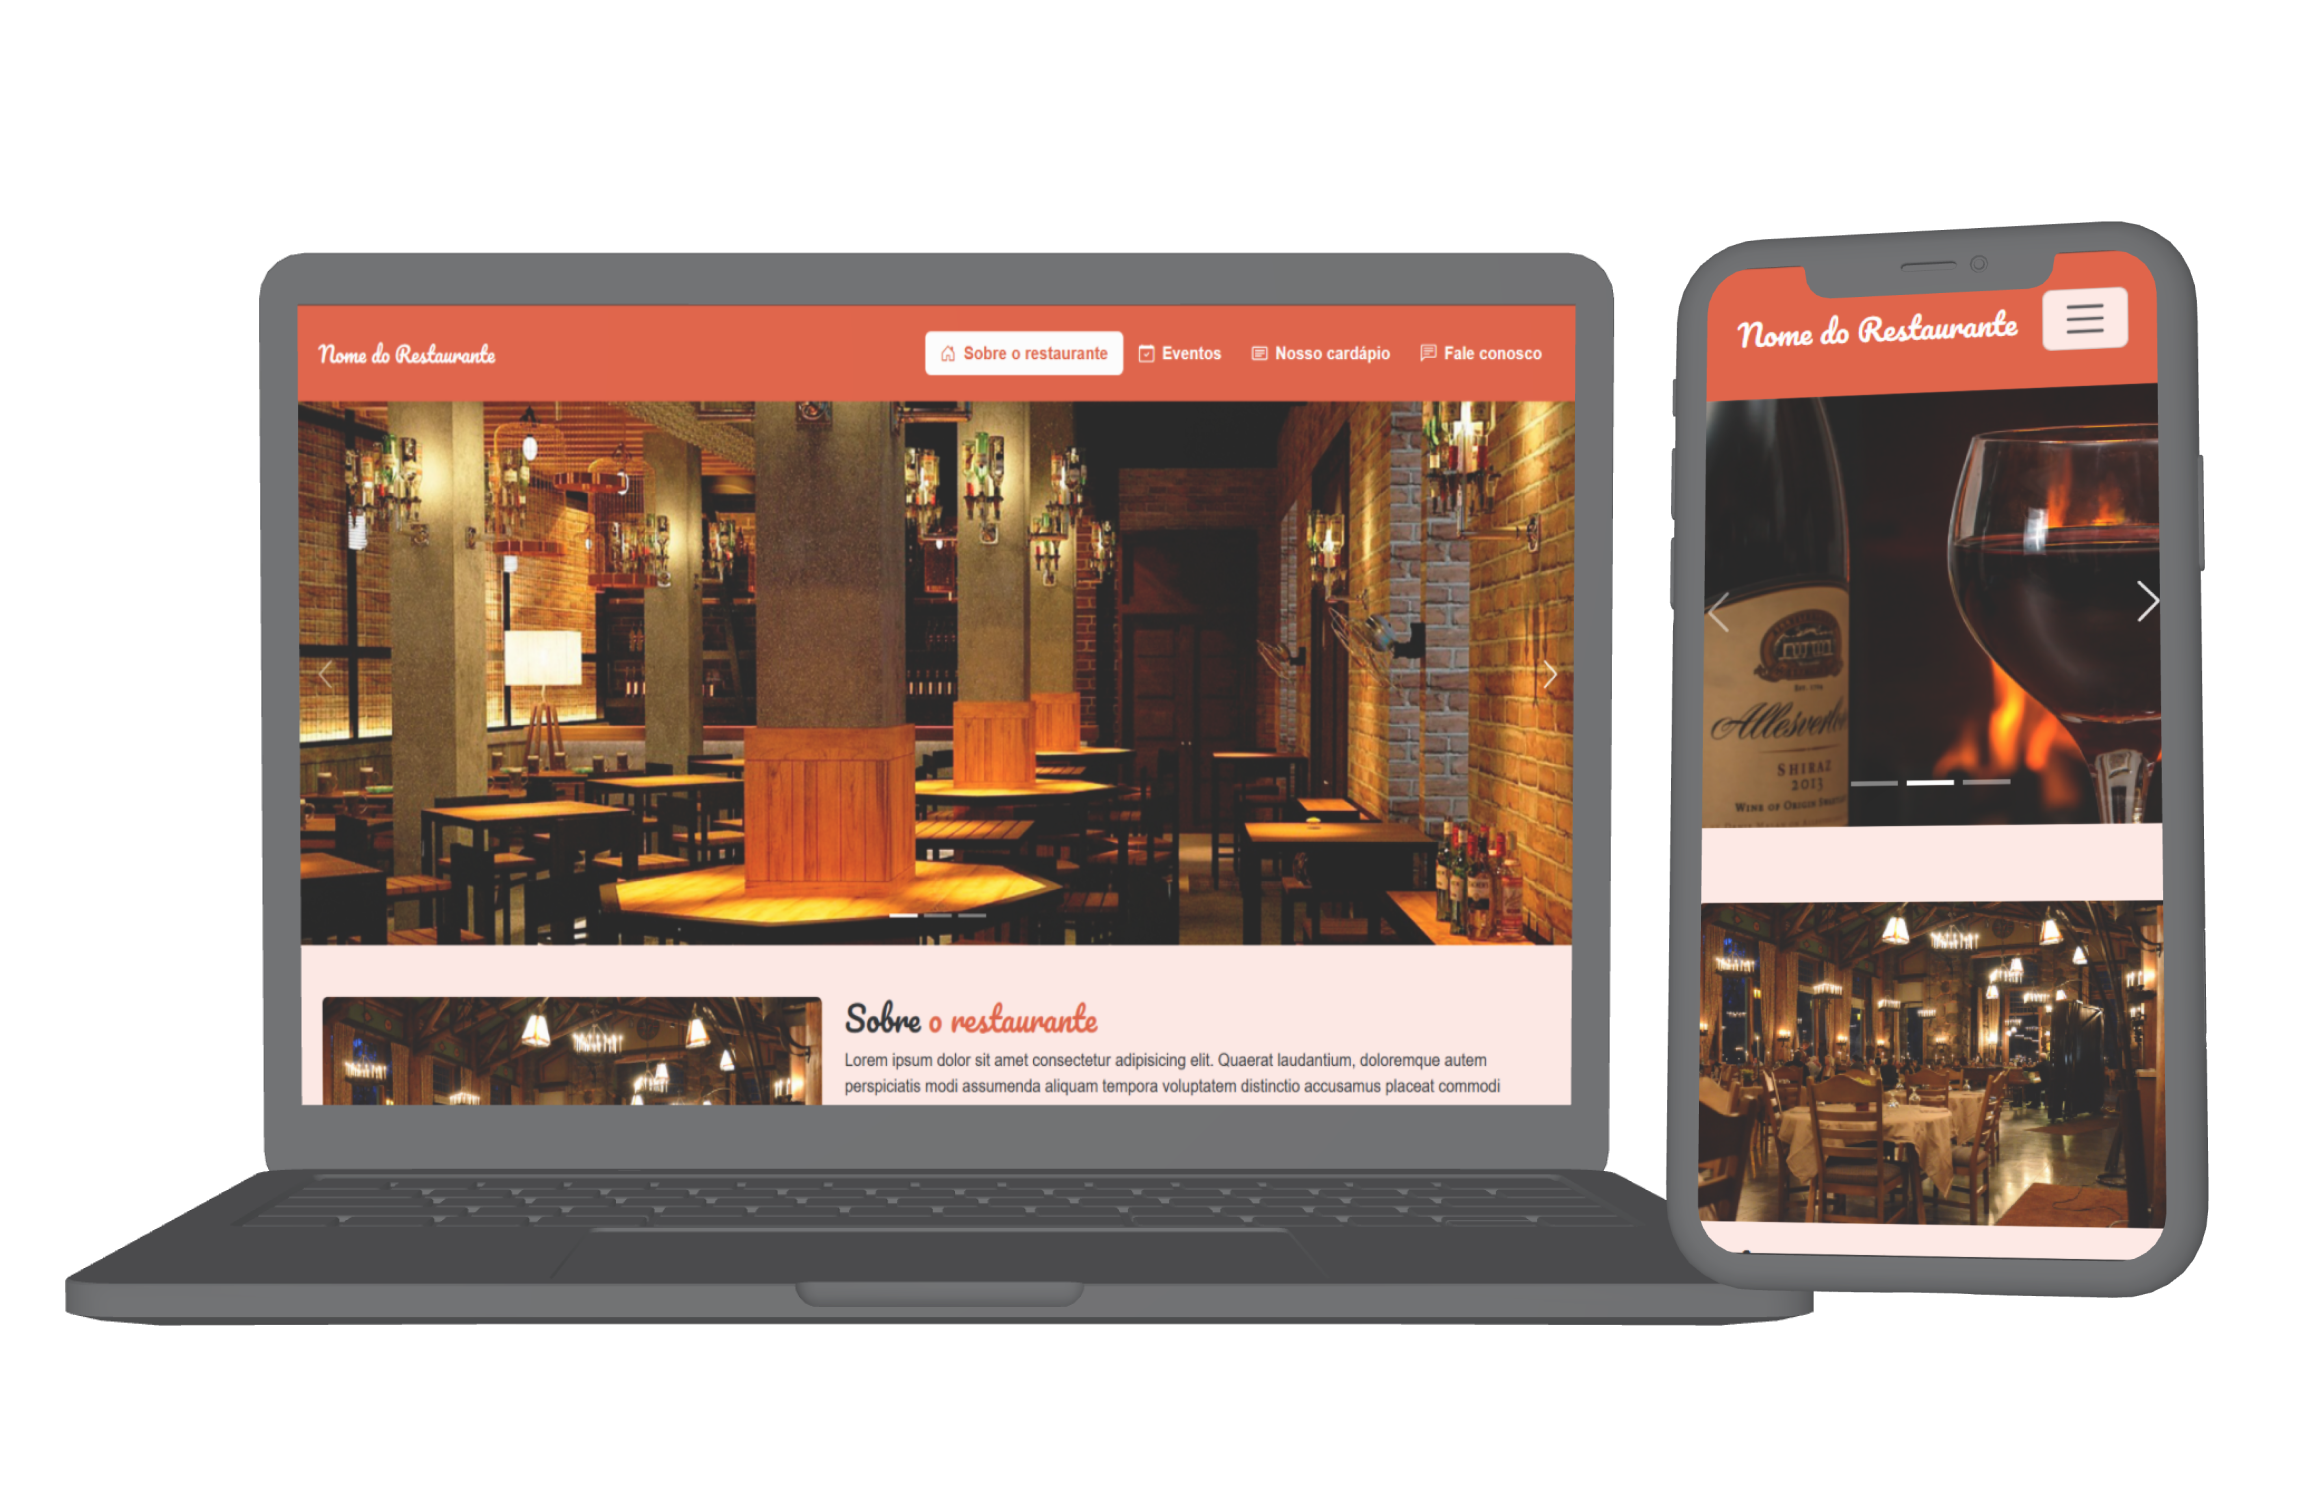 Nome do Restaurante
Sobre o restaurante
Eventos
Nosso cardápio
Fale conosco
Sobre o restaurante
Lorem ipsum dolor sit amet consectetur adipisicing elit. Quaerat laudantium, doloremque autem
perspiciatis modi assumenda aliquam tempora voluptatem distinctio accusamus placeat commodi
Nome do Restaurante
SHIRAZ
2013
WINE OF ORIGIN